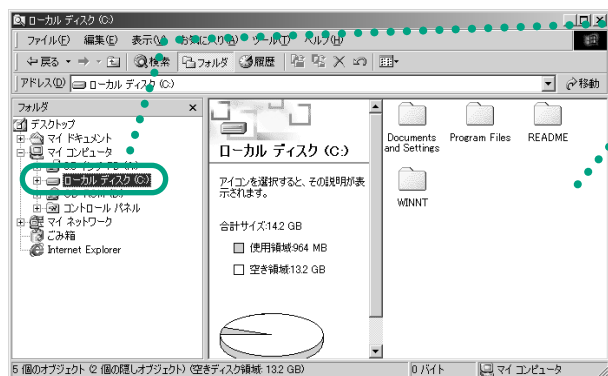 ローカル ディスク (C:)
ファイル(F) 編集(E) 表示(V) お気に入り(A) ツール(T) ヘルプ(H)
戻る 検索 フォルダ 履歴
アドレス(D) ローカル ディスク (C:) 移動
フォルダ ×
デスクトップ
マイ ドキュメント
マイ コンピュータ
ローカル ディスク (C:)
コントロール パネル
マイ ネットワーク
ごみ箱
Internet Explorer
ローカル ディスク (C:)
アイコンを選択すると、その説明が表
示されます。
合計サイズ:14.2 GB
使用領域:964 MB
空き領域:13.2 GB
Documents and Settings
Program Files
README
WINNT
5 個のオブジェクト (2 個の隠しオブジェクト) (空きディスク領域: 13.2 GB) 0 バイト マイ コンピュータ